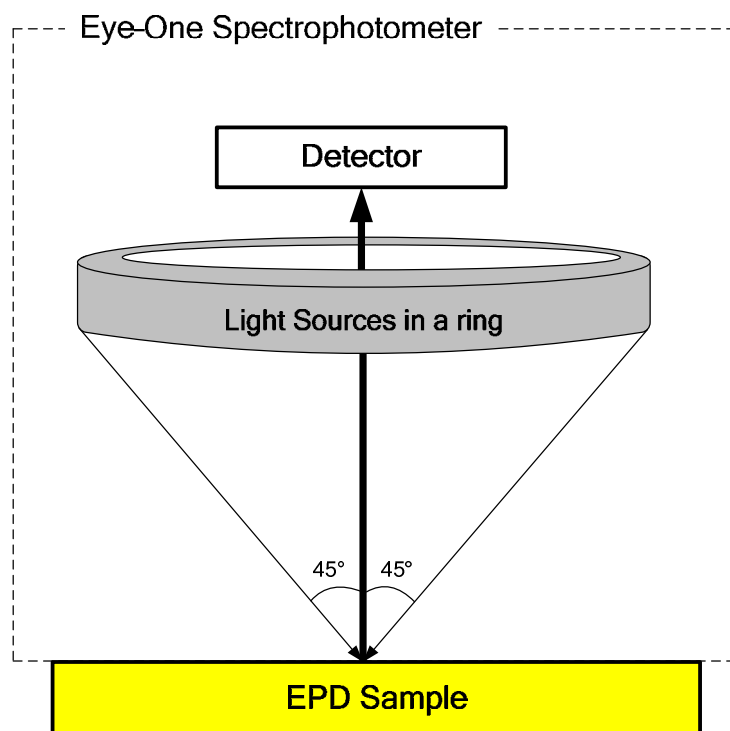 Eye-One Spectrophotometer
Detector
Light Sources in a ring
45° 45°
EPD Sample